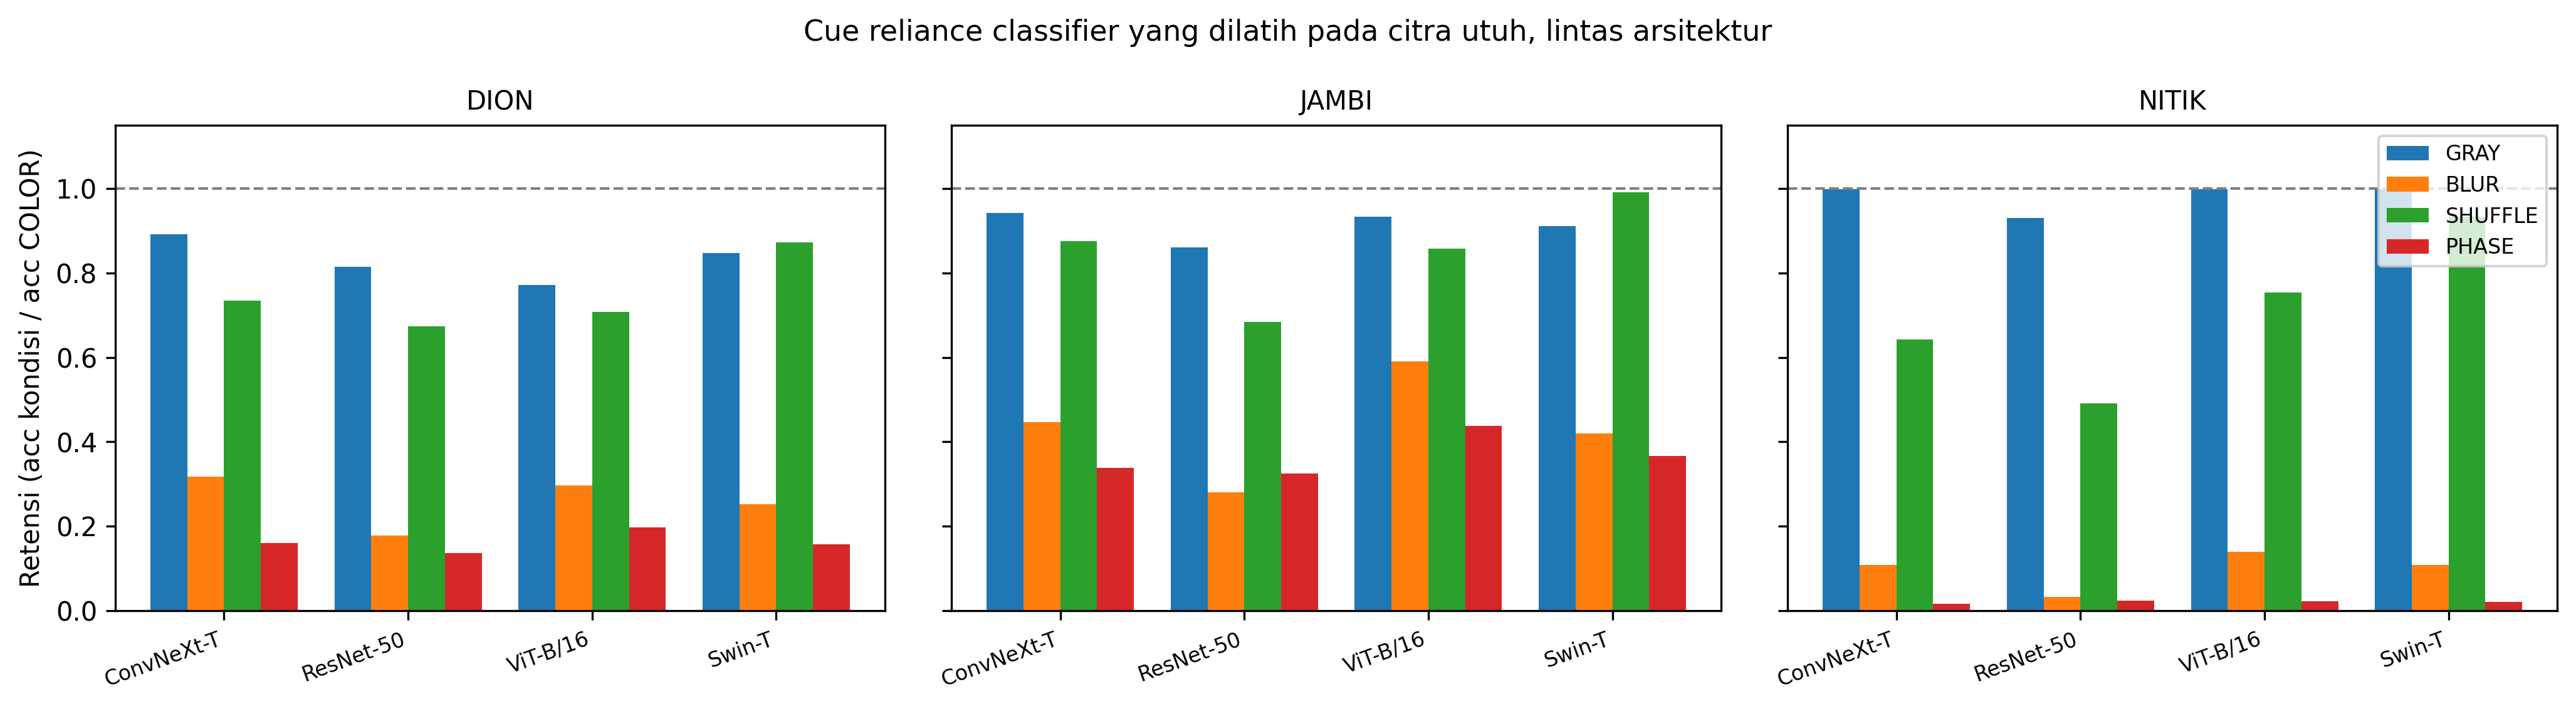 Cue reliance classifier yang dilatih pada citra utuh, lintas arsitektur
DION
JAMBI
NITIK
Retensi (acc kondisi / acc COLOR)
1.0
0.8
0.6
0.4
0.2
0.0
GRAY
BLUR
SHUFFLE
PHASE
ConvNeXt-T
ResNet-50
ViT-B/16
Swin-T
ConvNeXt-T
ResNet-50
ViT-B/16
Swin-T
ConvNeXt-T
ResNet-50
ViT-B/16
Swin-T